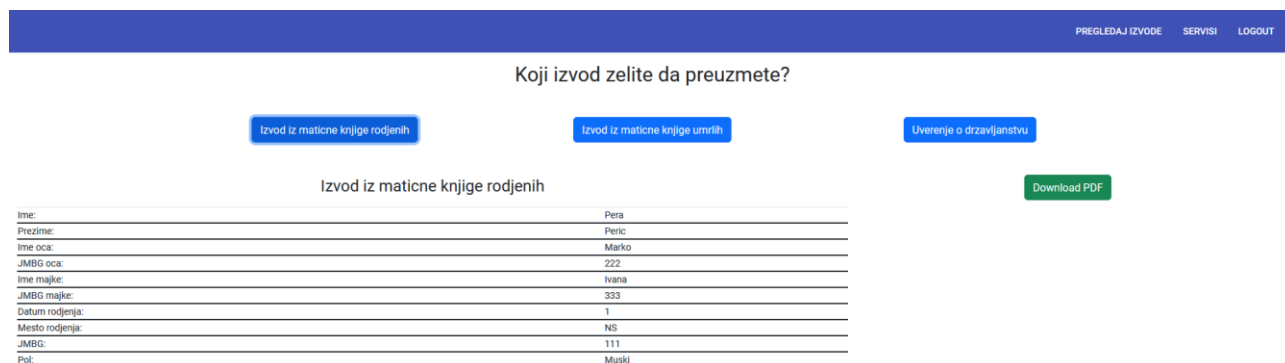 PREGLEDAJ IZVODE SERVISI LOGOUT
Koji izvod zelite da preuzmete?
Izvod iz maticne knjige rodjenih Izvod iz maticne knjige umrlih Uverenje o drzavljanstvu
Izvod iz maticne knjige rodjenih Download PDF
Ime: Pera
Prezime: Peric
Ime oca: Marko
JMBG oca: 222
Ime majke: Ivana
JMBG majke: 333
Datum rodjenja: 1
Mesto rodjenja: NS
JMBG: 111
Pol: Muski